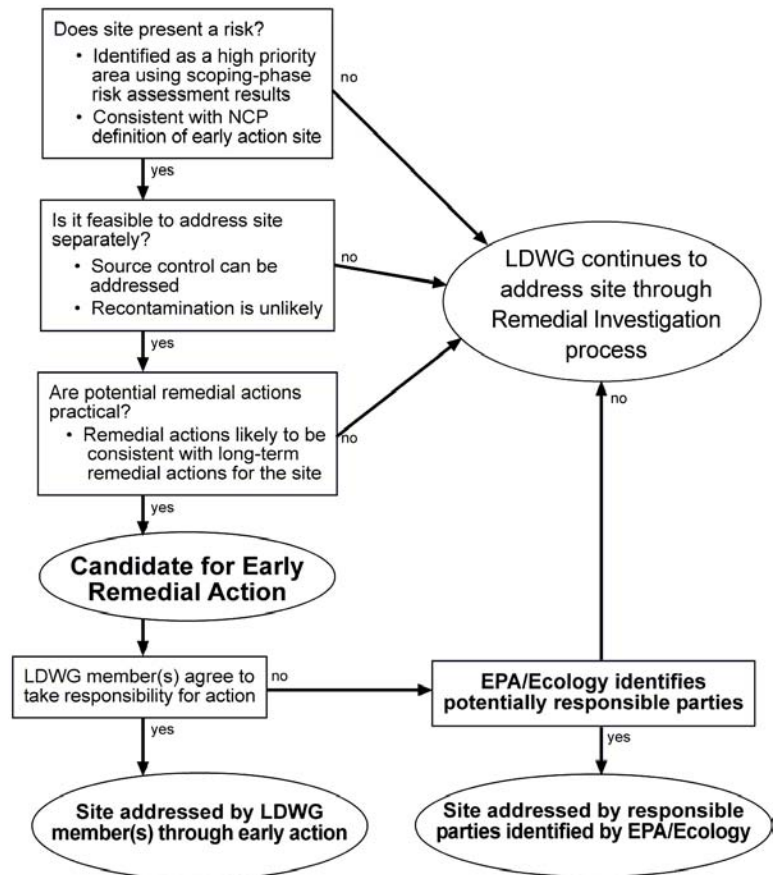 Does site present a risk?
• Identified as a high priority
area using scoping-phase
risk assessment results
• Consistent with NCP
definition of early action site
no
yes
Is it feasible to address site
separately?
• Source control can be
addressed
• Recontamination is unlikely
no
LDWG continues to
address site through
Remedial Investigation
process
yes
Are potential remedial actions
practical?
• Remedial actions likely to be
consistent with long-term
remedial actions for the site
no
no
yes
Candidate for Early
Remedial Action
LDWG member(s) agree to
take responsibility for action
no
EPA/Ecology identifies
potentially responsible parties
yes
yes
Site addressed by LDWG
member(s) through early action
Site addressed by responsible
parties identified by EPA/Ecology